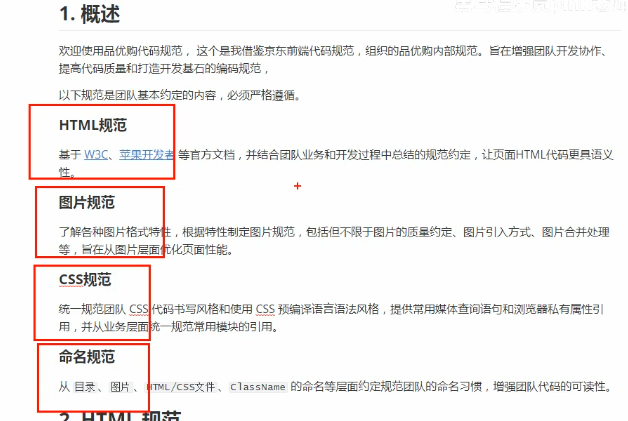 1. 概述
欢迎使用品优购代码规范， 这个是我借鉴京东前端代码规范，组织的品优购内部规范。旨在增强团队开发协作、
提高代码质量和打造开发基石的编码规范，
以下规范是团队基本约定的内容，必须严格遵循。
HTML规范
基于 W3C、苹果开发者 等官方文档，并结合团队业务和开发过程中总结的规范约定，让页面HTML代码更具语义
性。
图片规范
了解各种图片格式特性，根据特性制定图片规范，包括但不限于图片的质量约定、图片引入方式、图片合并处理
等，旨在从图片层面优化页面性能。
CSS规范
统一规范团队 CSS 代码书写风格和使用 CSS 预编译语言语法风格，提供常用媒体查询语句和浏览器私有属性引
用，并从业务层面统一规范常用模块的引用。
命名规范
从 目录、图片、HTML/CSS文件、ClassName 的命名等层面约定规范团队的命名习惯，增强团队代码的可读性。
2. HTML 规范